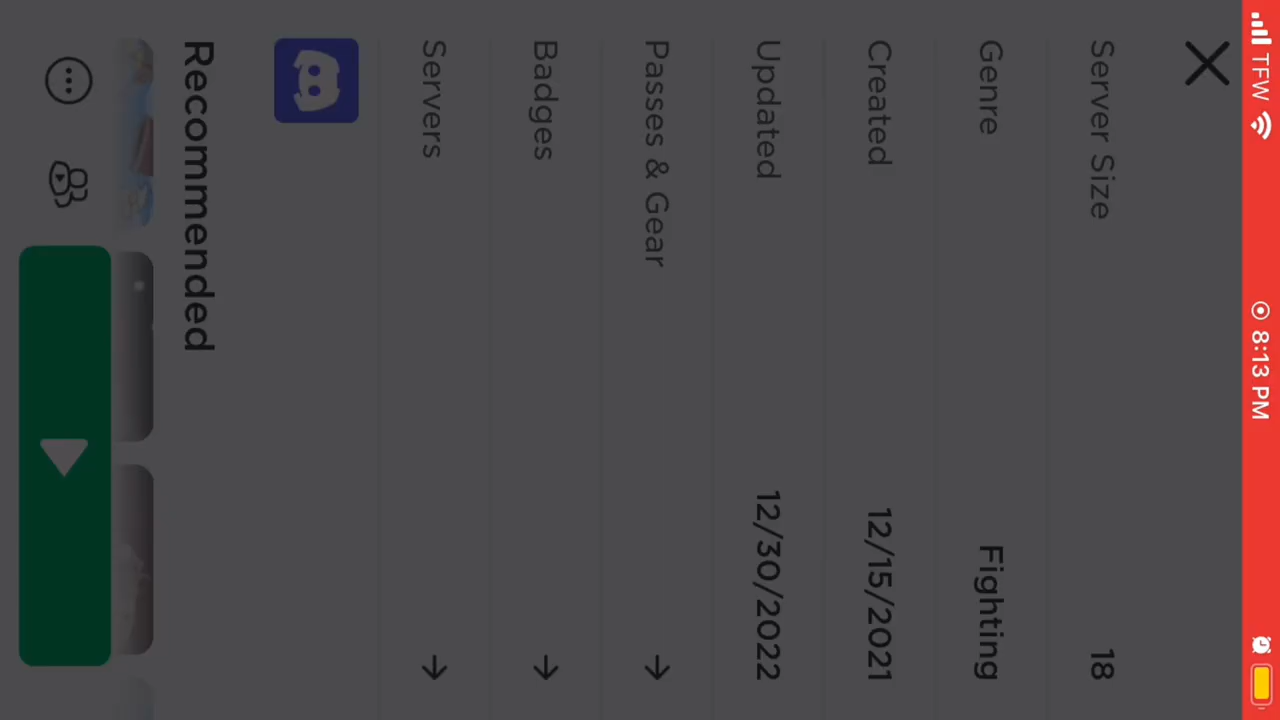 TFW 8:13 PM
Server Size 18
Genre Fighting
Created 12/15/2021
Updated 12/30/2022
Passes & Gear
Badges
Servers
Recommended